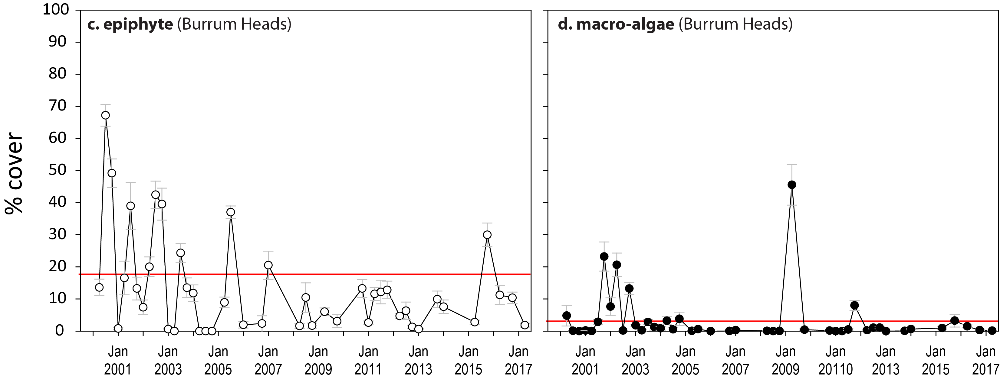 c. epiphyte (Burrum Heads)
d. macro-algae (Burrum Heads)
% cover
100
90
80
70
60
50
40
30
20
10
0
Jan Jan Jan Jan Jan Jan Jan Jan Jan
2001 2003 2005 2007 2009 2011 2013 2015 2017
Jan Jan Jan Jan Jan Jan Jan Jan Jan
2001 2003 2005 2007 2009 20110 2013 2015 2017